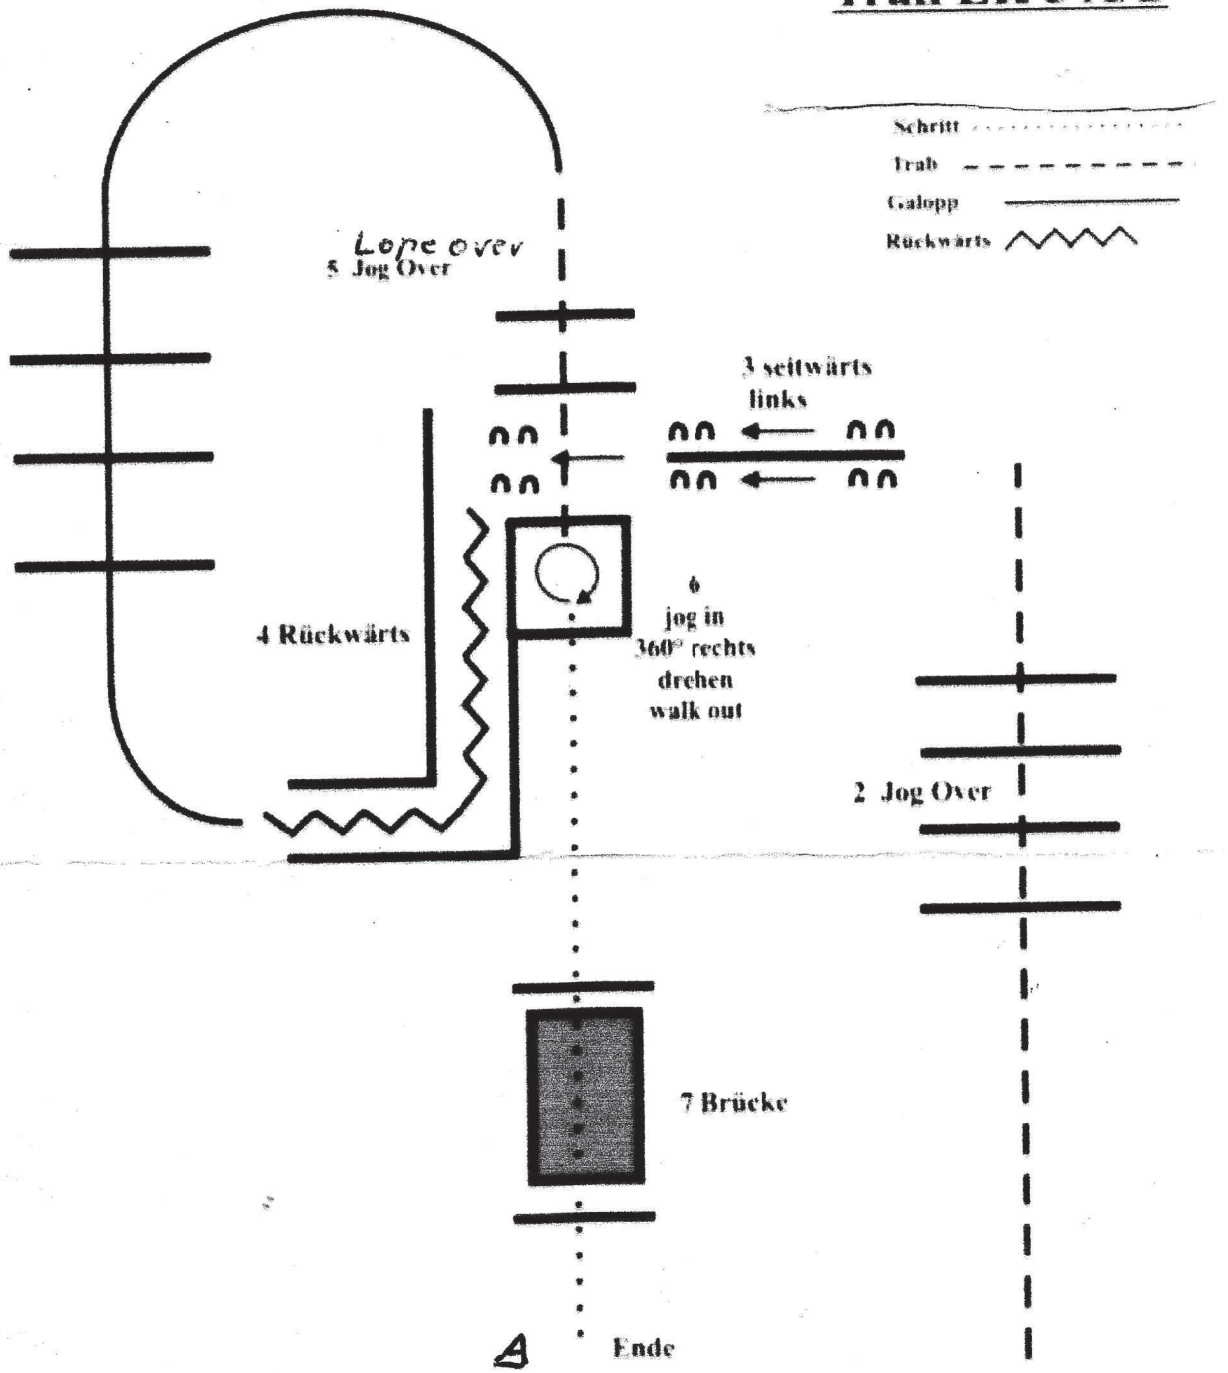 Schritt
Trab
Galopp
Rückwärts
Lope over
5 Jog Over
3 seitwärts
links
4 Rückwärts
6
jog in
360° rechts
drehen
walk out
2 Jog Over
7 Brücke
A
Ende